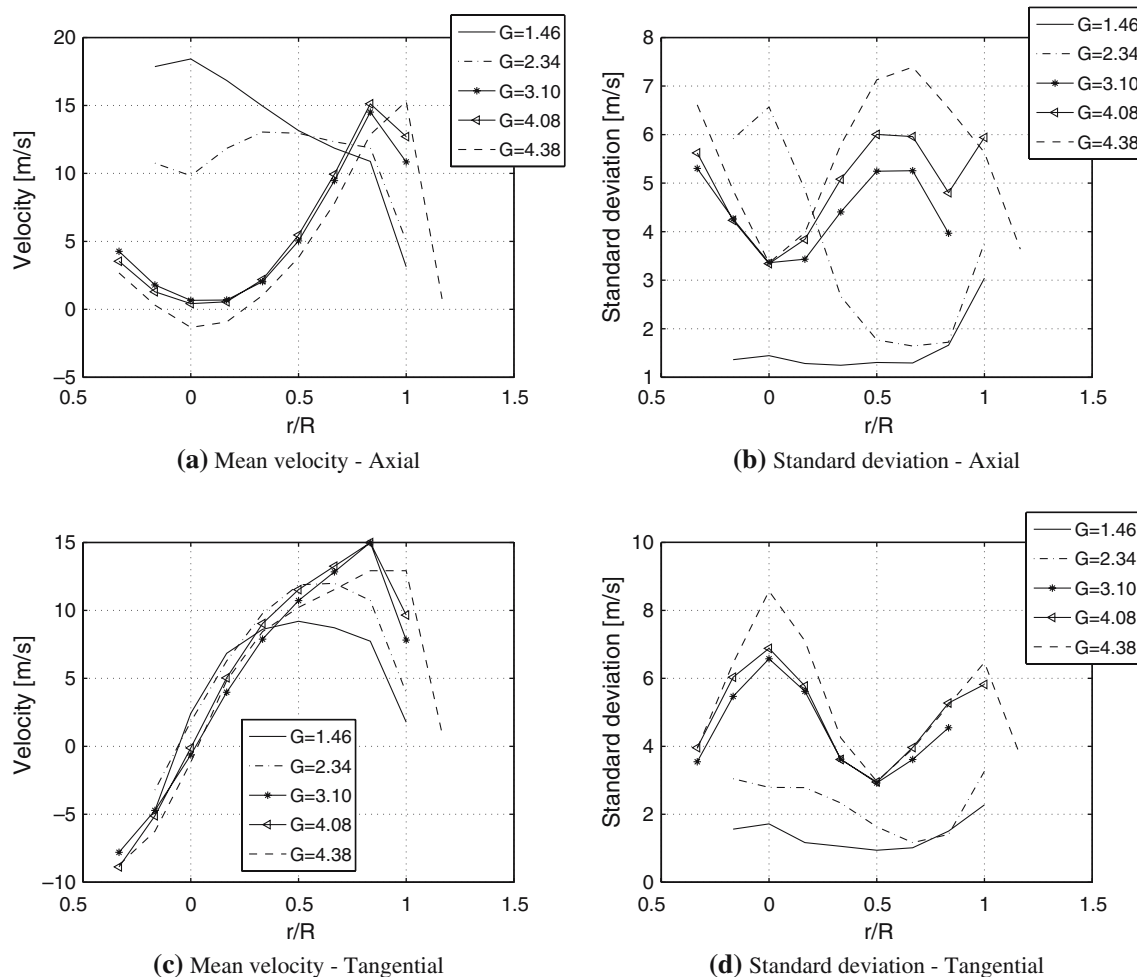 20
15
10
5
0
−5
0.5
0
0.5
1
1.5
Velocity [m/s]
r/R
G=1.46
G=2.34
G=3.10
G=4.08
G=4.38
(a) Mean velocity - Axial
8
7
6
5
4
3
2
1
0.5
0
0.5
1
1.5
Standard deviation [m/s]
r/R
G=1.46
G=2.34
G=3.10
G=4.08
G=4.38
(b) Standard deviation - Axial
15
10
5
0
−5
−10
0.5
0
0.5
1
1.5
Velocity [m/s]
r/R
G=1.46
G=2.34
G=3.10
G=4.08
G=4.38
(c) Mean velocity - Tangential
10
8
6
4
2
0
0.5
0
0.5
1
1.5
Standard deviation [m/s]
r/R
G=1.46
G=2.34
G=3.10
G=4.08
G=4.38
(d) Standard deviation - Tangential